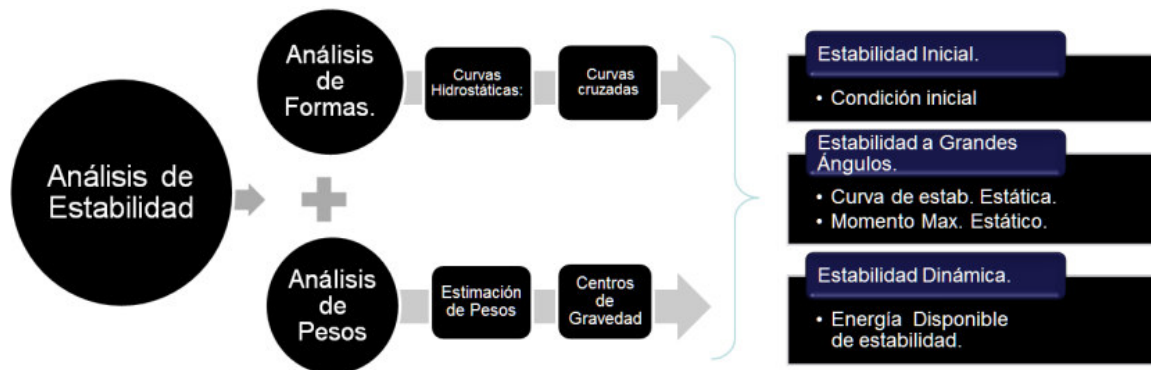 Análisis de
Estabilidad
Análisis
de
Formas.
Curvas
Hidrostáticas:
Curvas
cruzadas
Análisis
de
Pesos
Estimación
de Pesos
Centros
de
Gravedad
Estabilidad Inicial.
• Condición inicial
Estabilidad a Grandes
Ángulos.
• Curva de estab. Estática.
• Momento Max. Estático.
Estabilidad Dinámica.
• Energía Disponible
de estabilidad.